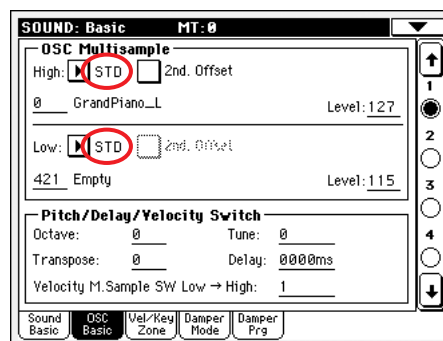 SOUND: Basic MT:0
OSC Multisample
High: STD 2nd. Offset
0 GrandPiano_L Level:127
Low: STD 2nd. Offset
421 Empty Level:115
Pitch/Delay/Velocity Switch
Octave: 0 Tune: 0
Transpose: 0 Delay: 0000ms
Velocity M.Sample SW Low → High: 1
1
2
3
4
Sound Basic OSC Basic Vel/Key Zone Damper Mode Damper Prg